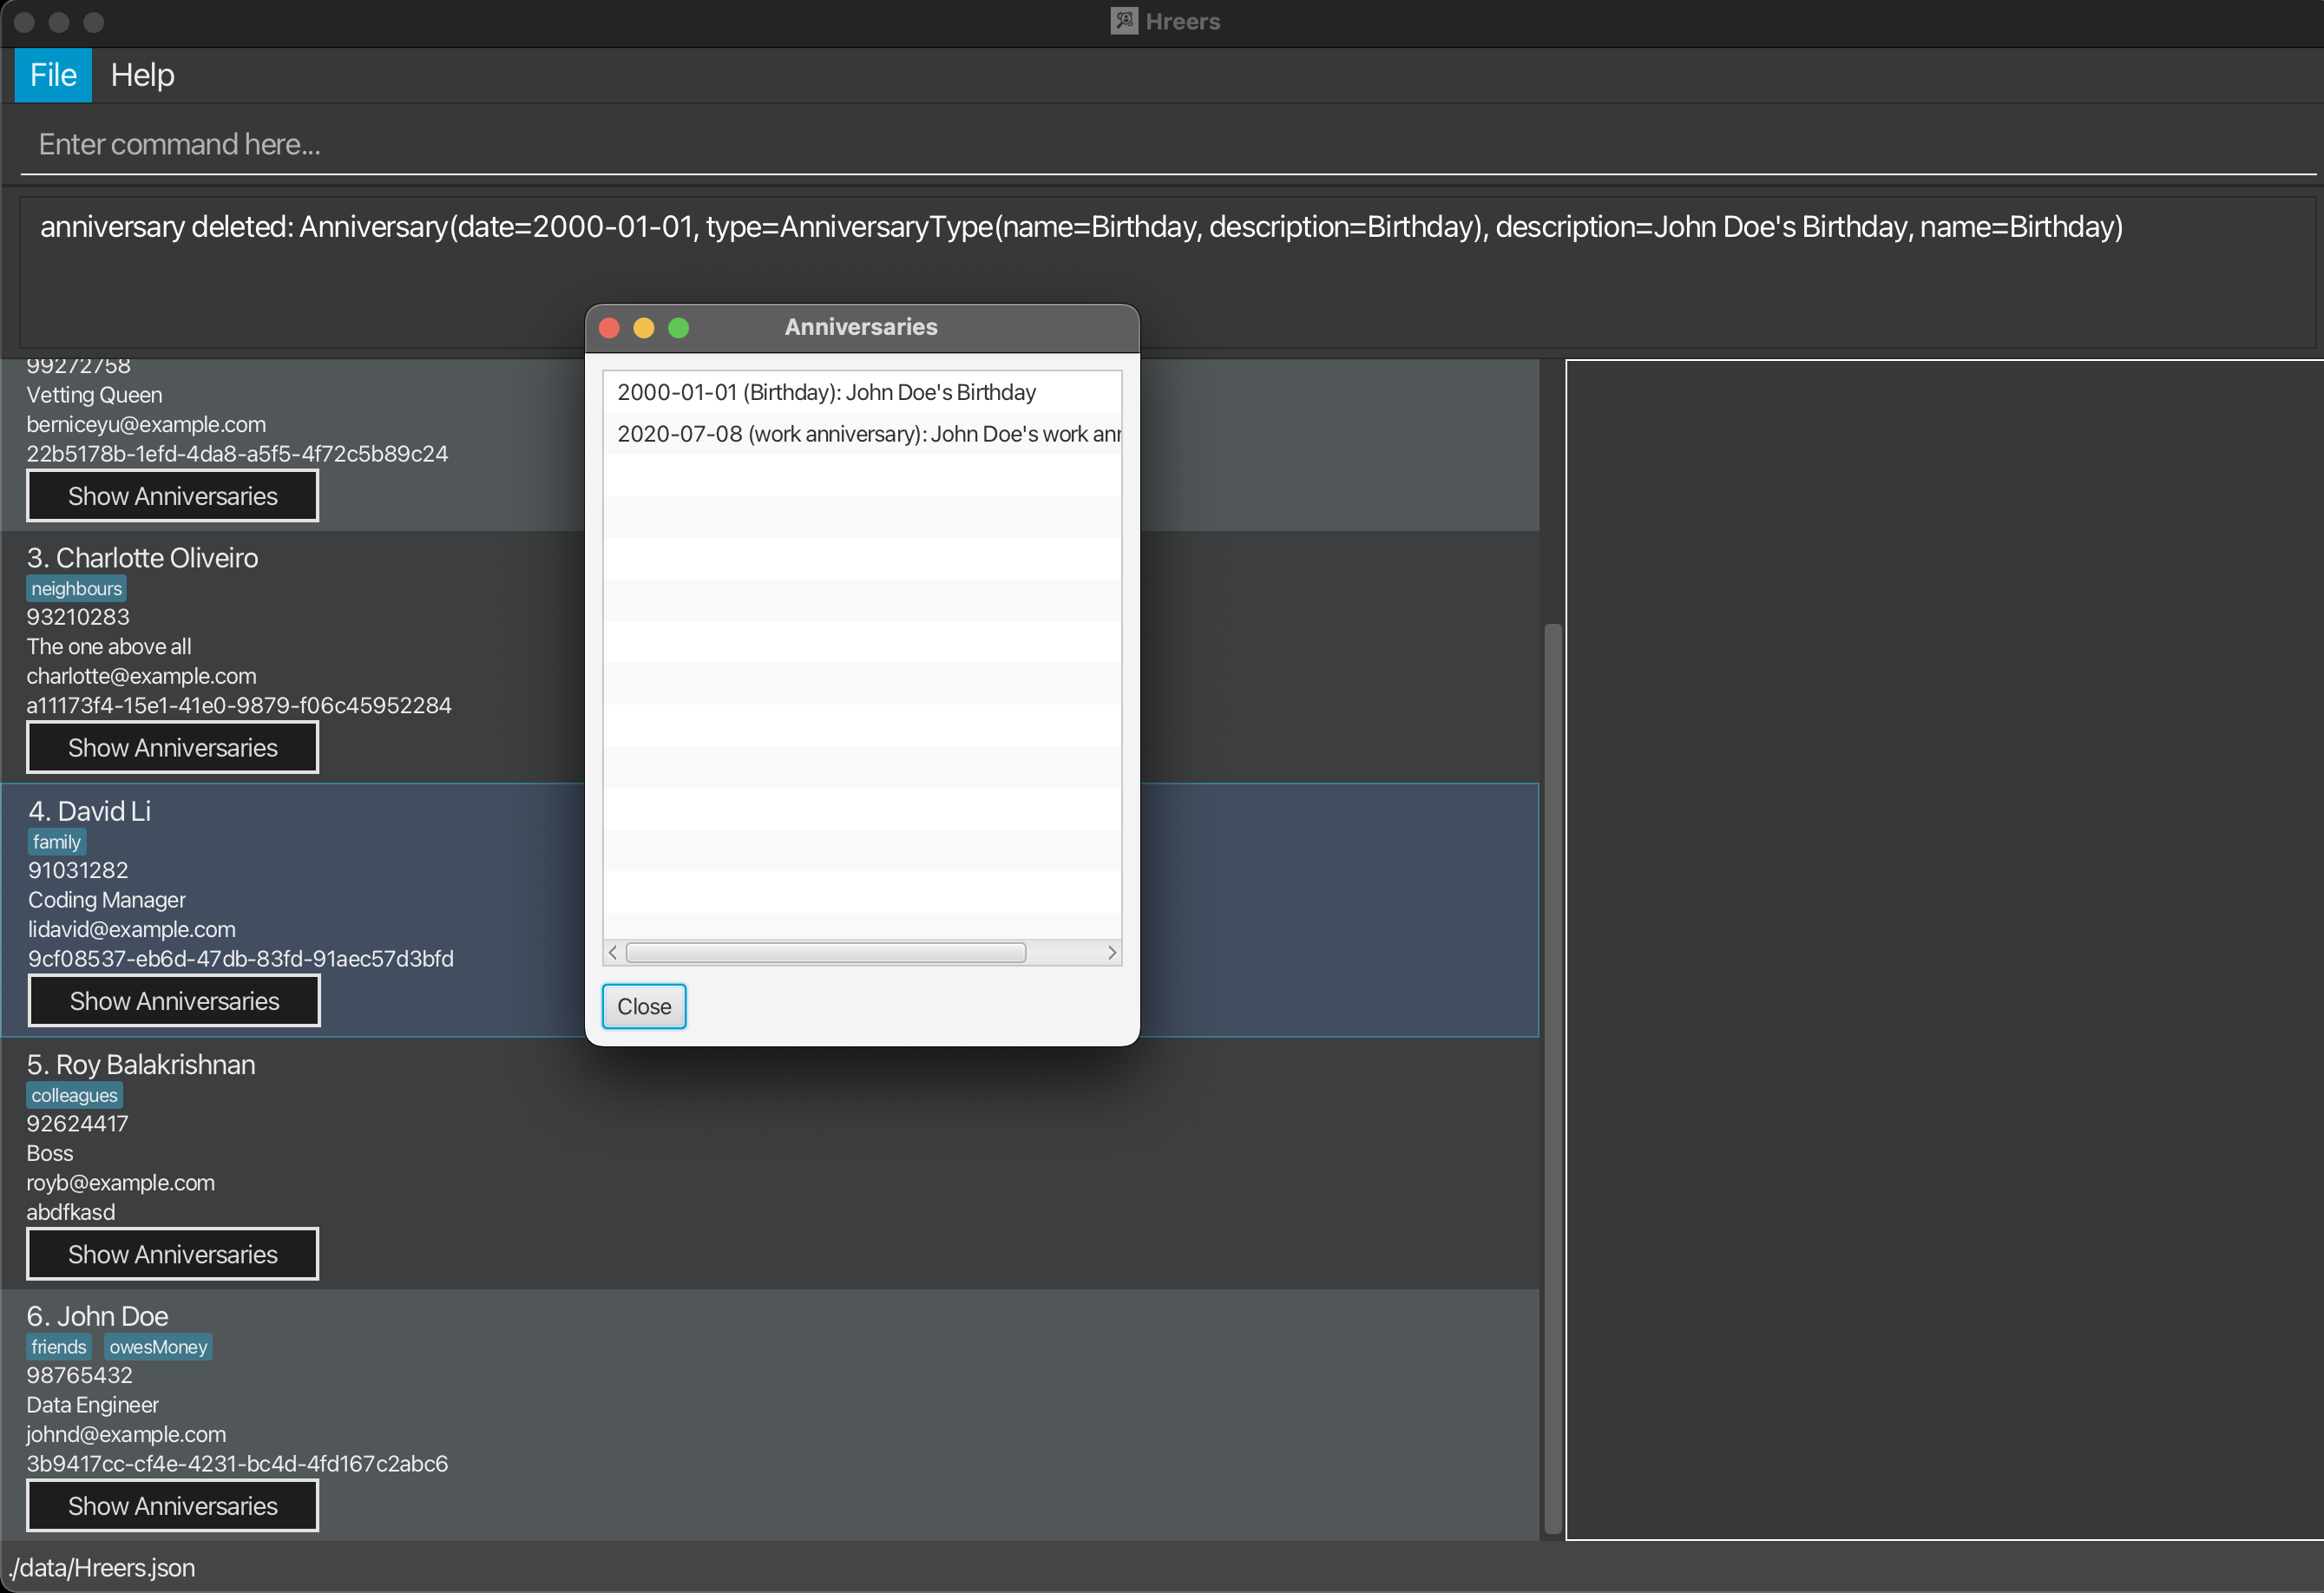 Hreers
File Help
Enter command here...
anniversary deleted: Anniversary(date=2000-01-01, type=AnniversaryType(name=Birthday, description=Birthday), description=John Doe's Birthday, name=Birthday)
99272758
Vetting Queen
berniceyu@example.com
22b5178b-1efd-4da8-a5f5-4f72c5b89c24
Show Anniversaries
3. Charlotte Oliveiro
neighbours
93210283
The one above all
charlotte@example.com
a11173f4-15e1-41e0-9879-f06c45952284
Show Anniversaries
4. David Li
family
91031282
Coding Manager
lidavid@example.com
9cf08537-eb6d-47db-83fd-91aec57d3bfd
Show Anniversaries
5. Roy Balakrishnan
colleagues
92624417
Boss
royb@example.com
abdfkasd
Show Anniversaries
6. John Doe
friends owesMoney
98765432
Data Engineer
johnd@example.com
3b9417cc-cf4e-4231-bc4d-4fd167c2abc6
Show Anniversaries
Anniversaries
2000-01-01 (Birthday): John Doe's Birthday
2020-07-08 (work anniversary): John Doe's work
Close
./data/Hreers.json